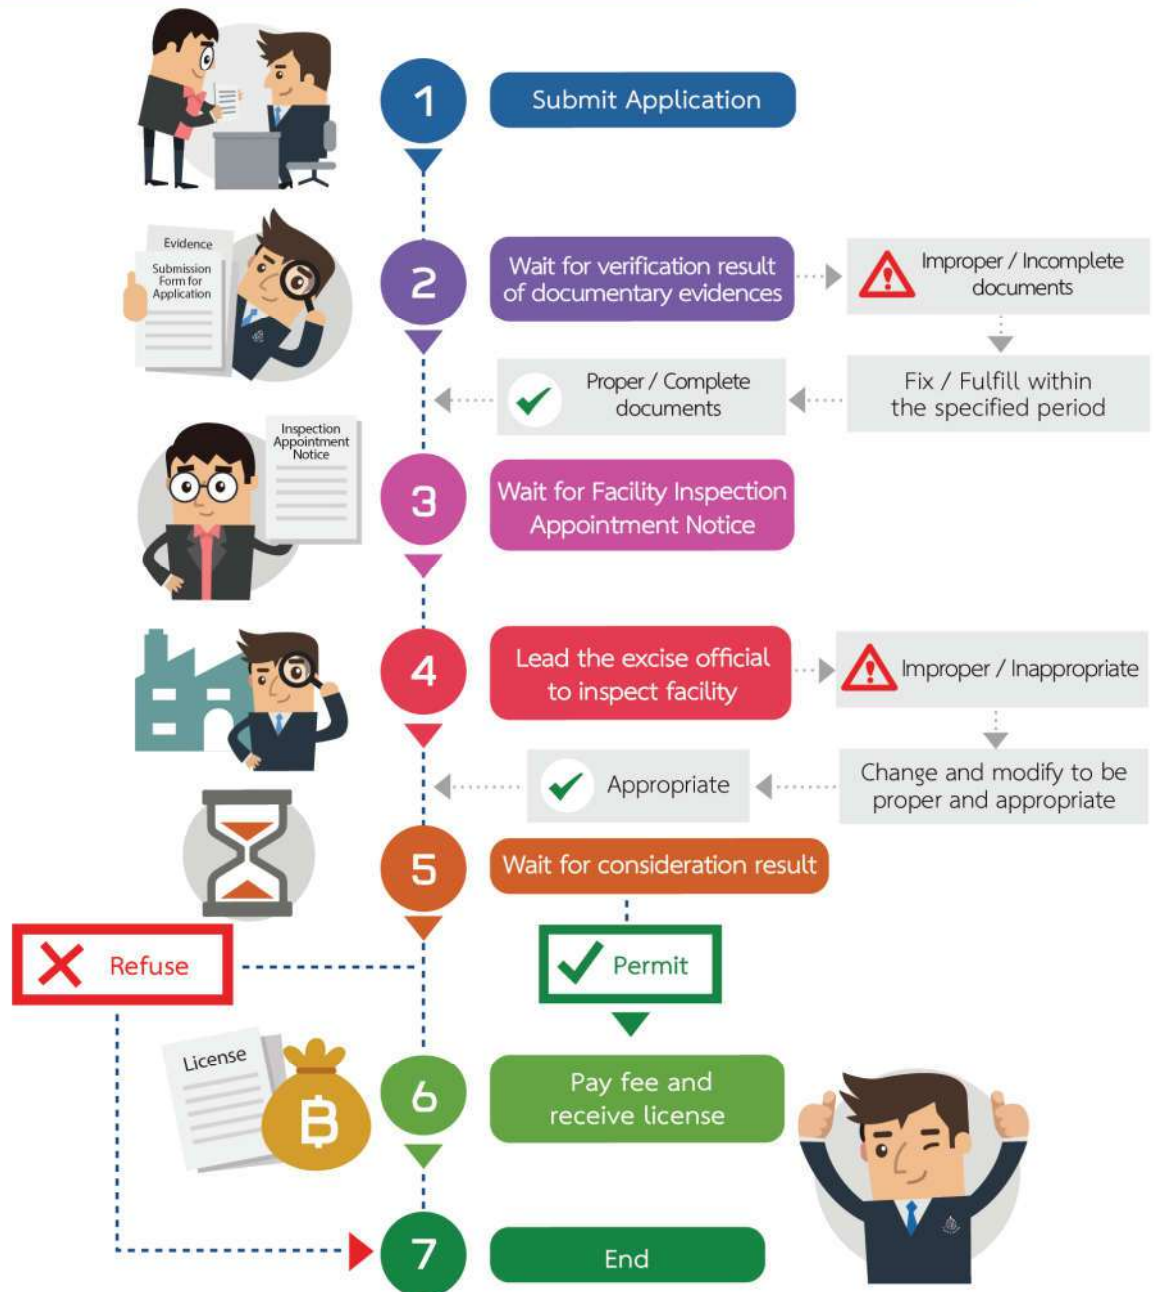 1
Submit Application
Evidence
Submission
Form for
Application
2
Wait for verification result
of documentary evidences
Improper / Incomplete
documents
Proper / Complete
documents
Fix / Fulfill within
the specified period
Inspection
Appointment
Notice
3
Wait for Facility Inspection
Appointment Notice
4
Lead the excise official
to inspect facility
Improper / Inappropriate
Appropriate
Change and modify to be
proper and appropriate
5
Wait for consideration result
Refuse
Permit
License
฿
6
Pay fee and
receive license
7
End